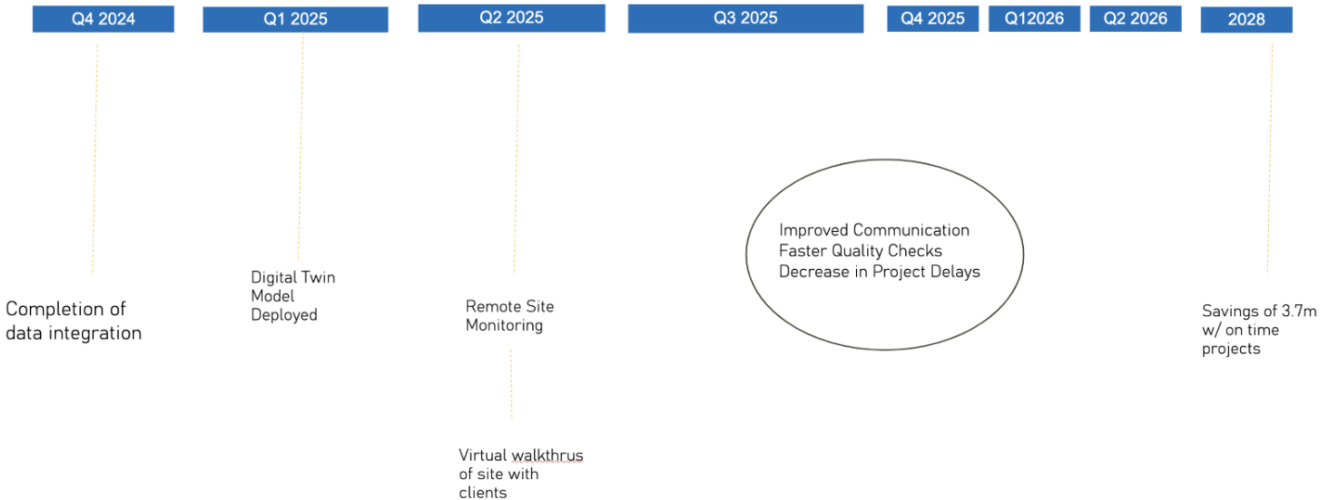 Q4 2024
Q1 2025
Q2 2025
Q3 2025
Q4 2025
Q12026
Q2 2026
2028
Completion of
data integration
Digital Twin
Model
Deployed
Remote Site
Monitoring
Virtual walkthrus
of site with
clients
Improved Communication
Faster Quality Checks
Decrease in Project Delays
Savings of 3.7m
w/ on time
projects